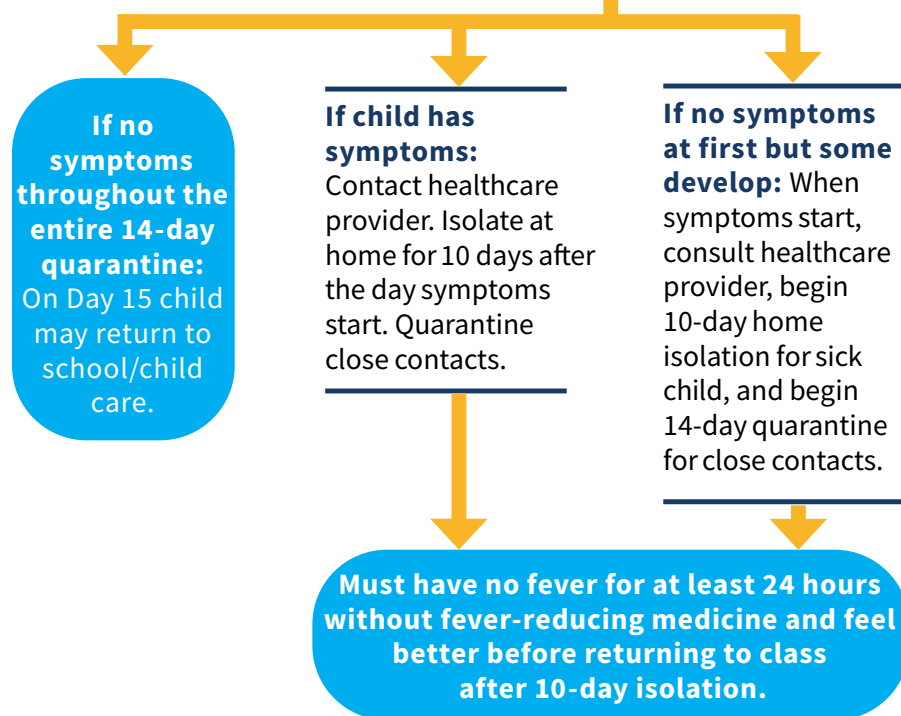 If no
symptoms
throughout the
entire 14-day
quarantine:
On Day 15 child
may return to
school/child
care.
If child has
symptoms:
Contact healthcare
provider. Isolate at
home for 10 days after
the day symptoms
start. Quarantine
close contacts.
If no symptoms
at first but some
develop: When
symptoms start,
consult healthcare
provider, begin
10-day home
isolation for sick
child, and begin
14-day quarantine
for close contacts.
Must have no fever for at least 24 hours
without fever-reducing medicine and feel
better before returning to class
after 10-day isolation.